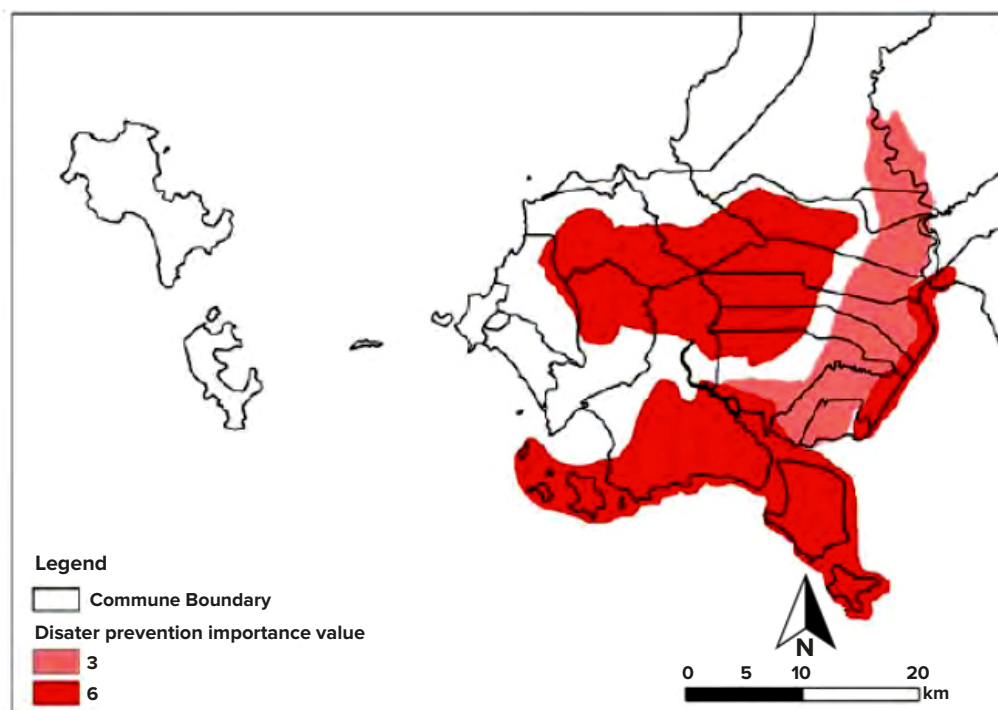 Legend
Commune Boundary
Disater prevention importance value
3
6
N
0 5 10 20
km